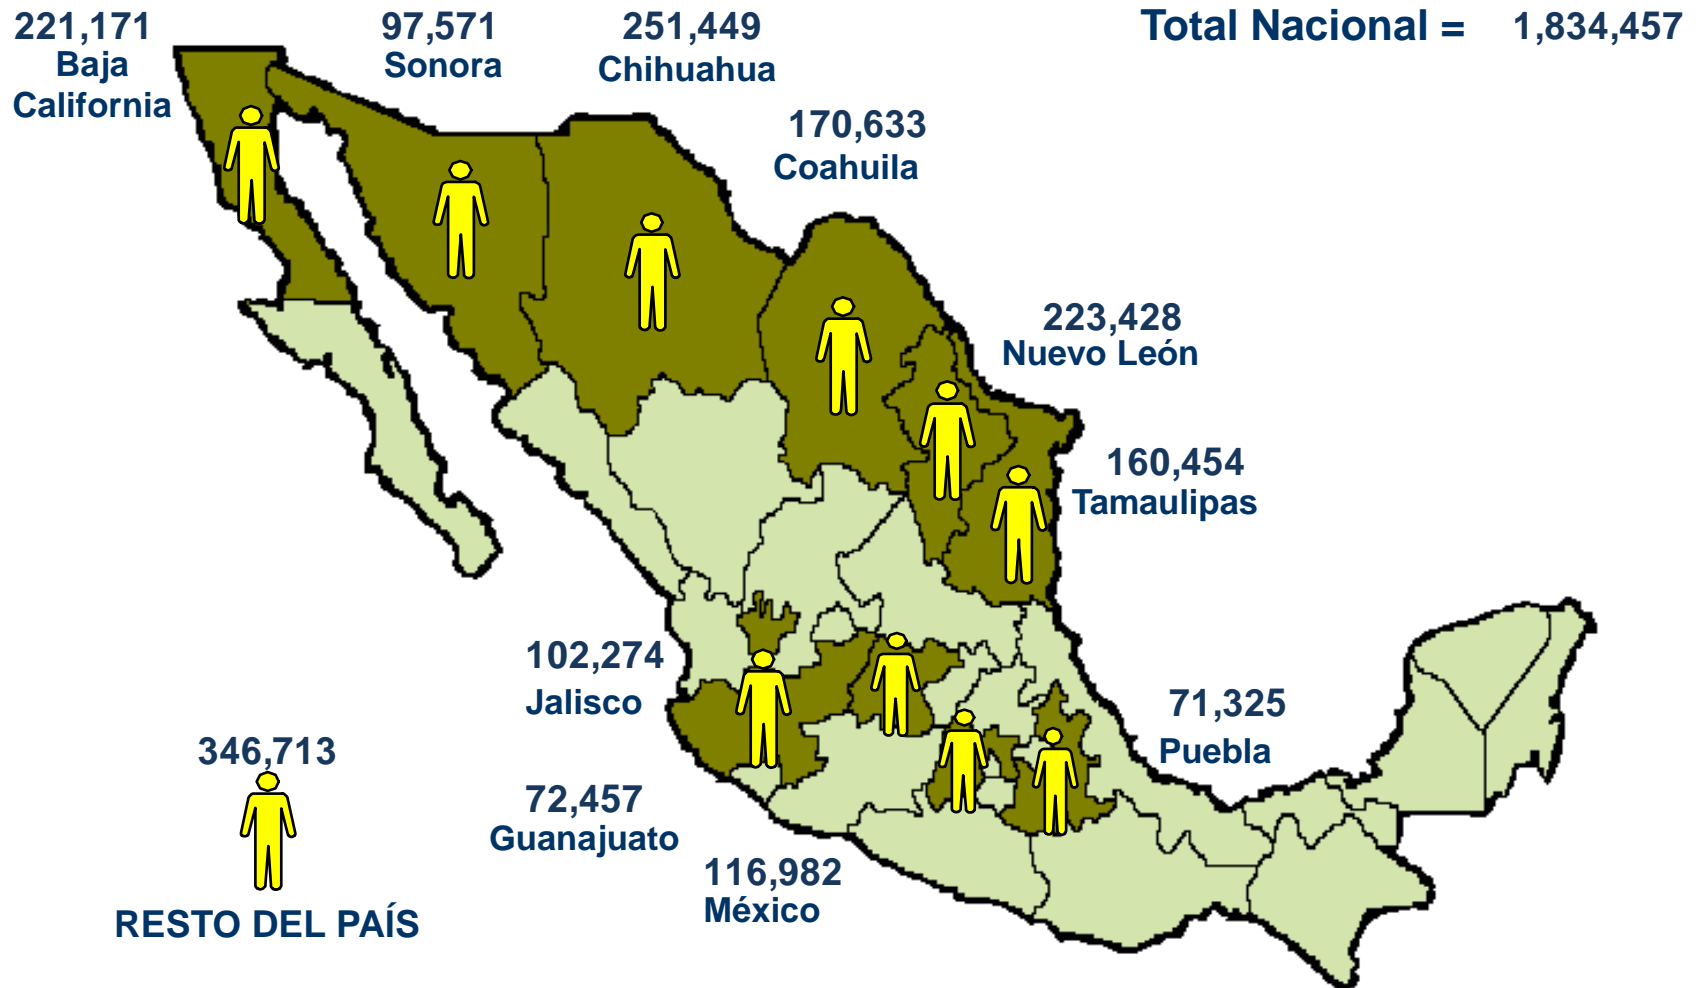 221,171
Baja
California
97,571
Sonora
251,449
Chihuahua
Total Nacional = 1,834,457
170,633
Coahuila
223,428
Nuevo León
160,454
Tamaulipas
102,274
Jalisco
71,325
Puebla
346,713
RESTO DEL PAÍS
72,457
Guanajuato
116,982
México